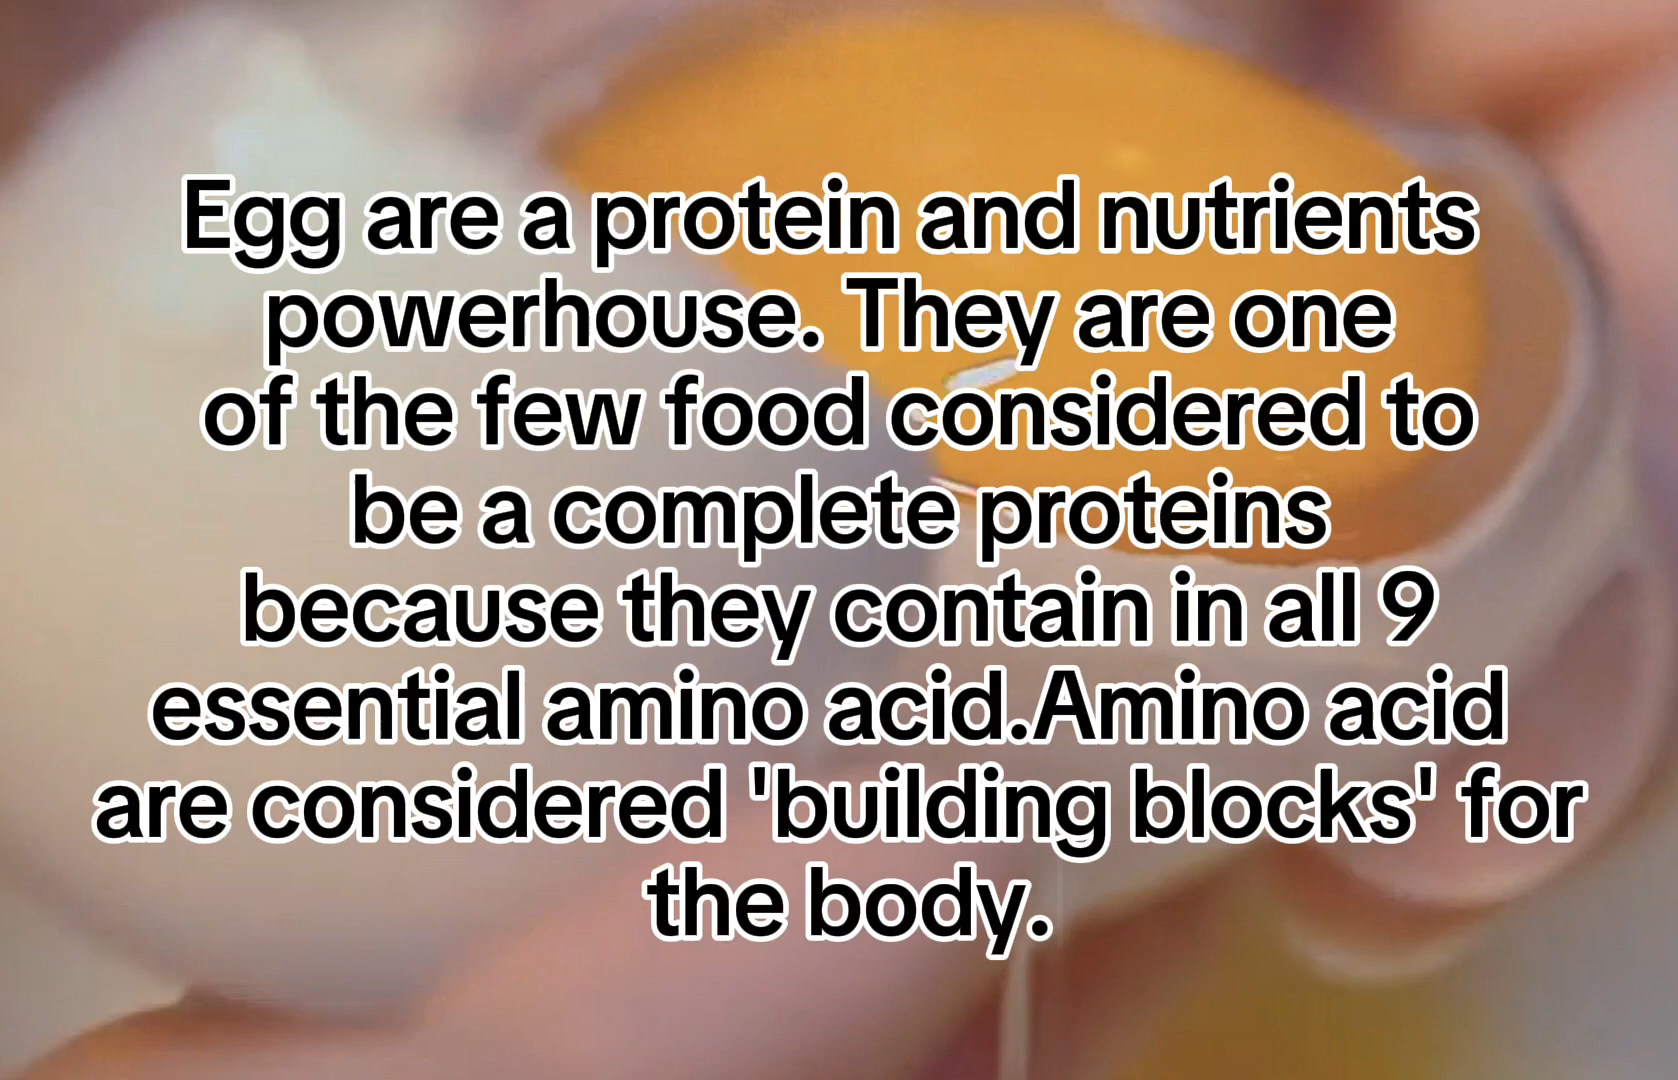 Egg are a protein and nutrients
powerhouse. They are one
of the few food considered to
be a complete proteins
because they contain in all 9
essential amino acid.Amino acid
are considered 'building blocks' for
the body.